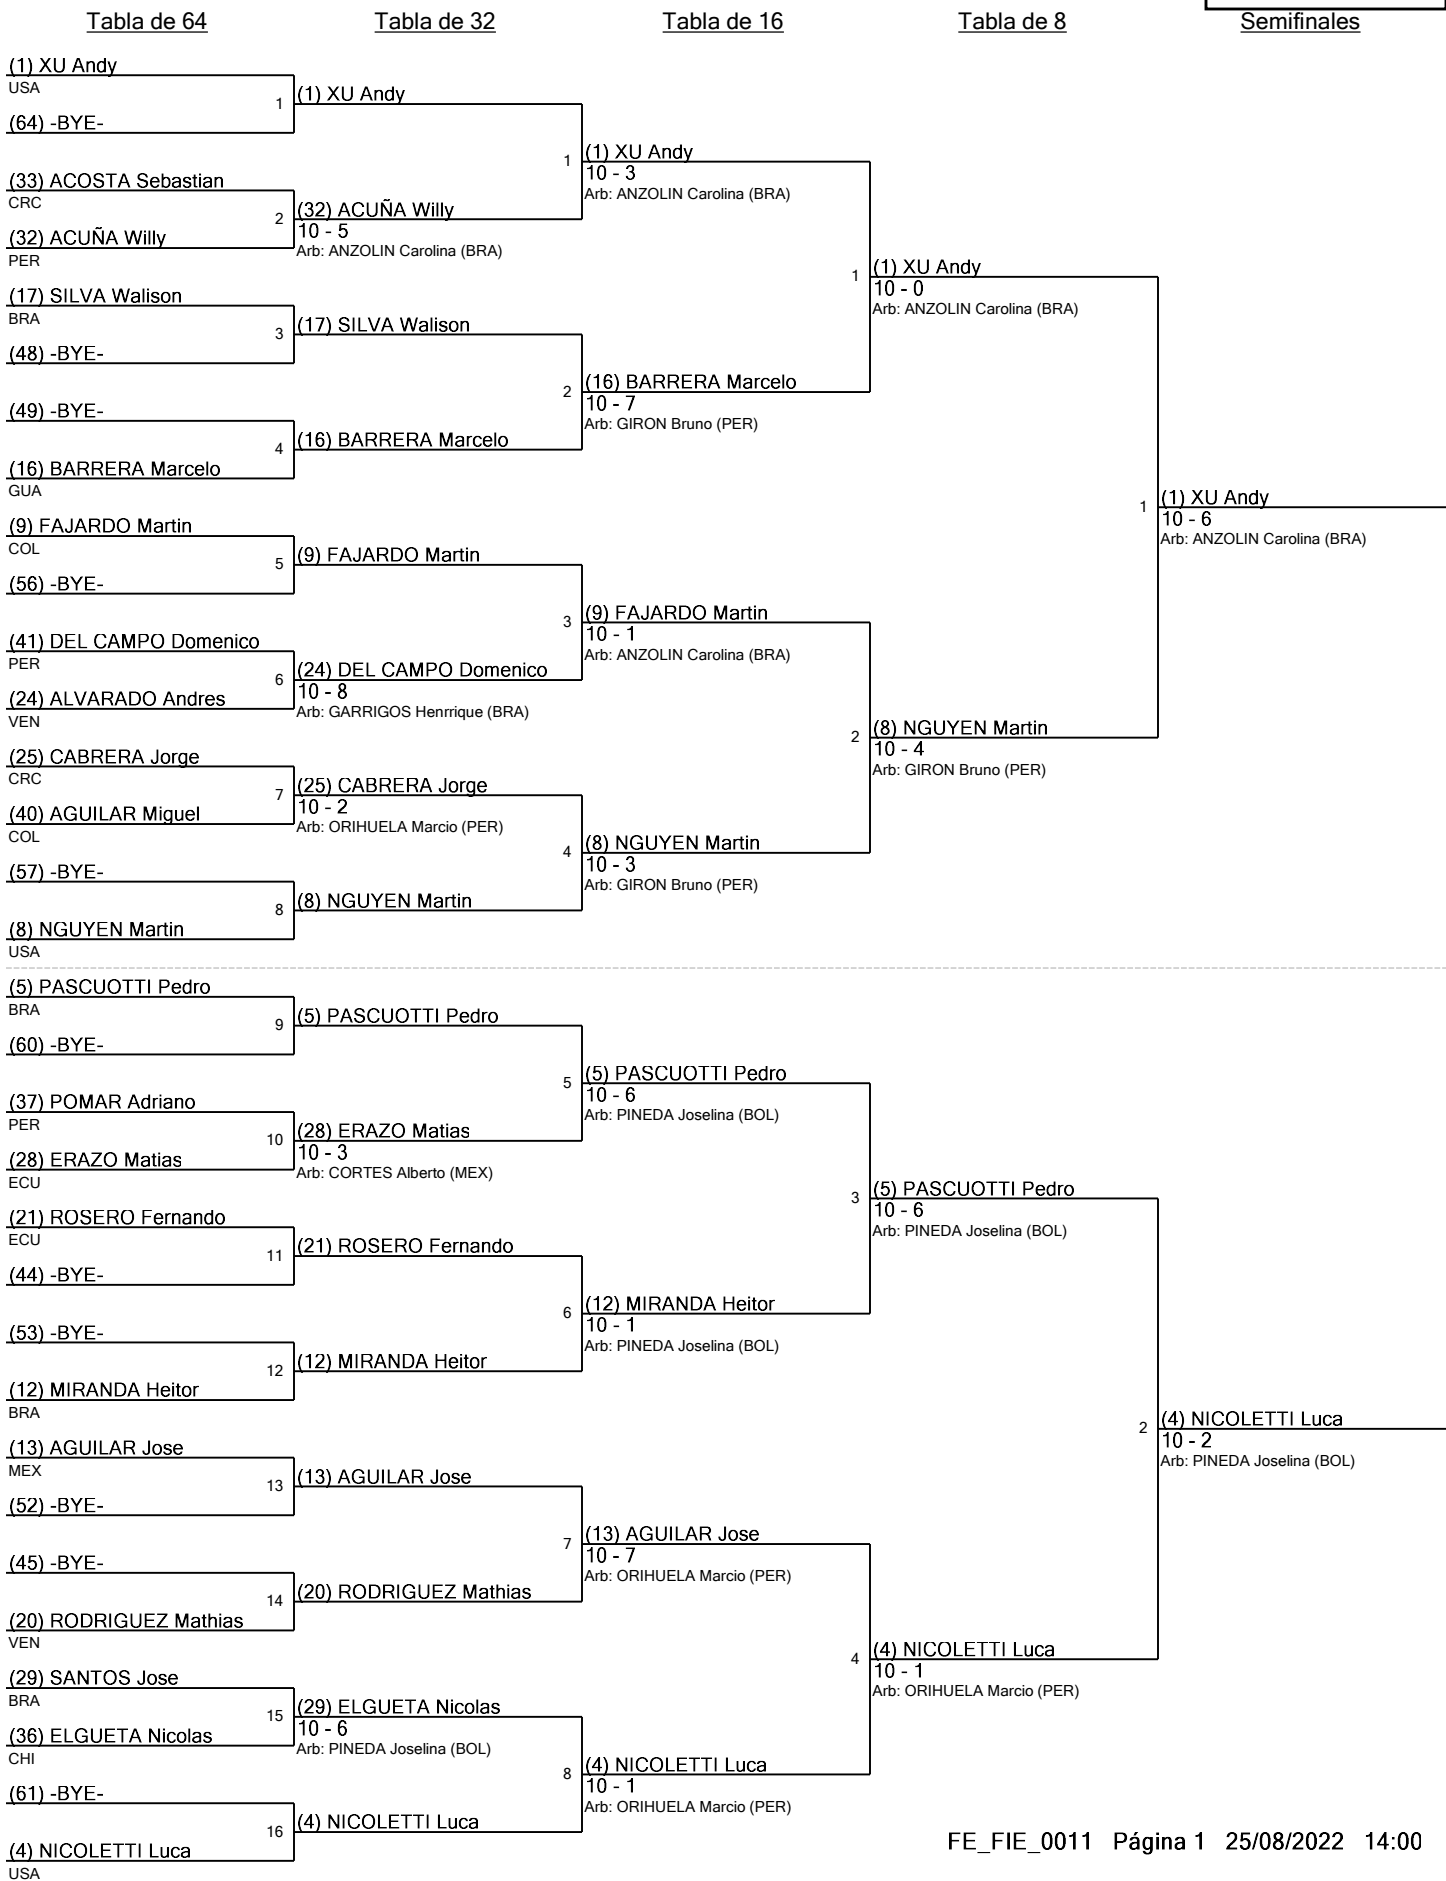 Tabla de 64
Tabla de 32
Tabla de 16
Tabla de 8
Semifinales
(1) XU Andy
USA
1
(64) -BYE-
(33) ACOSTA Sebastian
CRC
2
(32) ACUÑA Willy
PER
(17) SILVA Walison
BRA
3
(48) -BYE-
(49) -BYE-
4
(16) BARRERA Marcelo
GUA
(9) FAJARDO Martin
COL
5
(56) -BYE-
(41) DEL CAMPO Domenico
PER
6
(24) ALVARADO Andres
VEN
(25) CABRERA Jorge
CRC
7
(40) AGUILAR Miguel
COL
(57) -BYE-
8
(8) NGUYEN Martin
USA
(5) PASCUOTTI Pedro
BRA
9
(60) -BYE-
(37) POMAR Adriano
PER
10
(28) ERAZO Matias
ECU
(21) ROSERO Fernando
ECU
11
(44) -BYE-
(53) -BYE-
12
(12) MIRANDA Heitor
BRA
(13) AGUILAR Jose
MEX
13
(52) -BYE-
(45) -BYE-
14
(20) RODRIGUEZ Mathias
VEN
(29) SANTOS Jose
BRA
15
(36) ELGUETA Nicolas
CHI
(61) -BYE-
16
(4) NICOLETTI Luca
USA
(1) XU Andy
1
(32) ACUÑA Willy
10 - 5
Arb: ANZOLIN Carolina (BRA)
(17) SILVA Walison
2
(16) BARRERA Marcelo
(9) FAJARDO Martin
3
(24) DEL CAMPO Domenico
10 - 8
Arb: GARRIGOS Henrrique (BRA)
(25) CABRERA Jorge
10 - 2
Arb: ORIHUELA Marcio (PER)
4
(8) NGUYEN Martin
(5) PASCUOTTI Pedro
5
(28) ERAZO Matias
10 - 3
Arb: CORTES Alberto (MEX)
(21) ROSERO Fernando
6
(12) MIRANDA Heitor
(13) AGUILAR Jose
7
(20) RODRIGUEZ Mathias
(29) ELGUETA Nicolas
10 - 6
Arb: PINEDA Joselina (BOL)
8
(4) NICOLETTI Luca
(1) XU Andy
10 - 3
Arb: ANZOLIN Carolina (BRA)
1
(16) BARRERA Marcelo
10 - 7
Arb: GIRON Bruno (PER)
(9) FAJARDO Martin
10 - 1
Arb: ANZOLIN Carolina (BRA)
2
(8) NGUYEN Martin
10 - 3
Arb: GIRON Bruno (PER)
(5) PASCUOTTI Pedro
10 - 6
Arb: PINEDA Joselina (BOL)
3
(12) MIRANDA Heitor
10 - 1
Arb: PINEDA Joselina (BOL)
(13) AGUILAR Jose
10 - 7
Arb: ORIHUELA Marcio (PER)
4
(4) NICOLETTI Luca
10 - 1
Arb: ORIHUELA Marcio (PER)
(1) XU Andy
10 - 0
Arb: ANZOLIN Carolina (BRA)
1
(8) NGUYEN Martin
10 - 4
Arb: GIRON Bruno (PER)
(5) PASCUOTTI Pedro
10 - 6
Arb: PINEDA Joselina (BOL)
2
(4) NICOLETTI Luca
10 - 1
Arb: ORIHUELA Marcio (PER)
(1) XU Andy
10 - 6
Arb: ANZOLIN Carolina (BRA)
(4) NICOLETTI Luca
10 - 2
Arb: PINEDA Joselina (BOL)
FE_FIE_0011 Página 1 25/08/2022 14:00